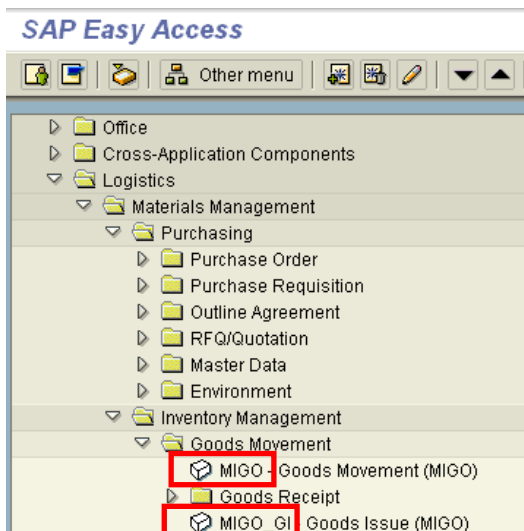 SAP Easy Access
Other menu
Office
Cross-Application Components
Logistics
Materials Management
Purchasing
Purchase Order
Purchase Requisition
Outline Agreement
RFQ/Quotation
Master Data
Environment
Inventory Management
Goods Movement
MIGO - Goods Movement (MIGO)
Goods Receipt
MIGO_GI - Goods Issue (MIGO)